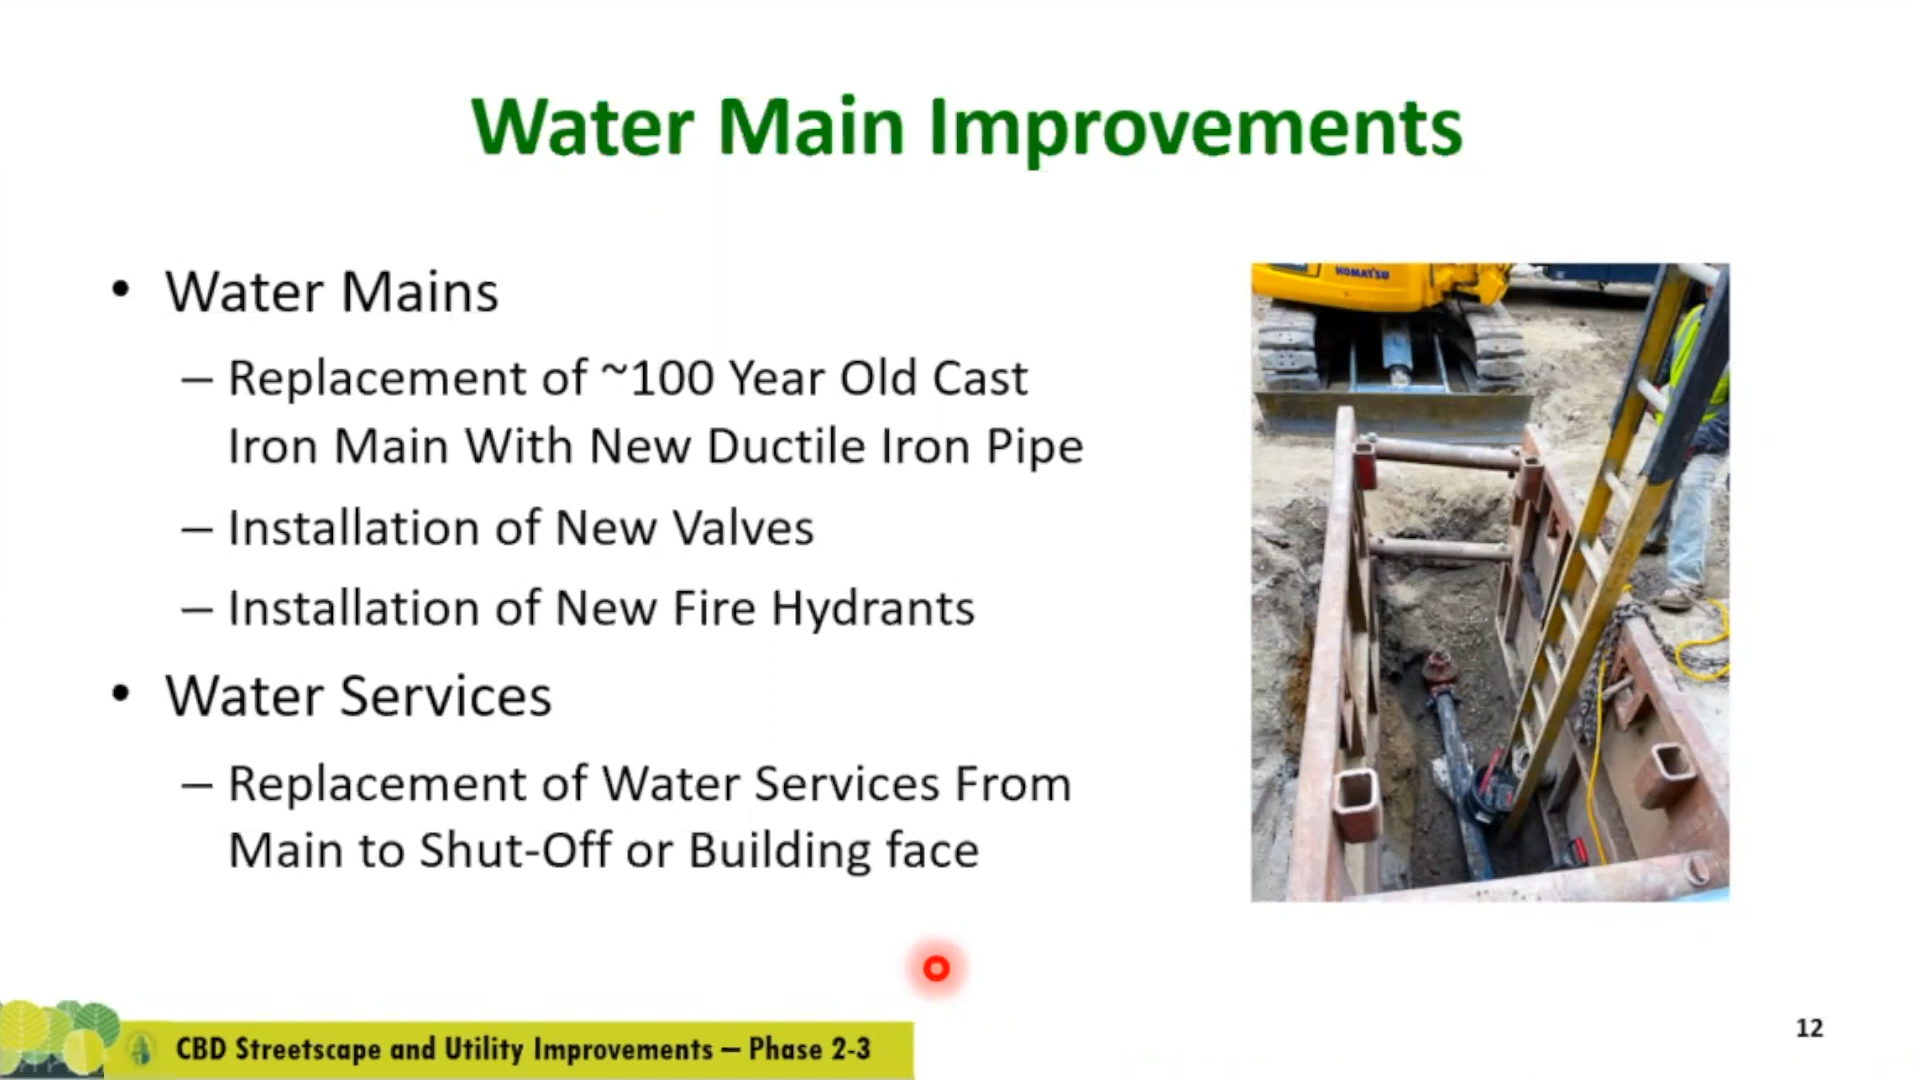 Water Main Improvements
• Water Mains
– Replacement of ~100 Year Old Cast
Iron Main With New Ductile Iron Pipe
– Installation of New Valves
– Installation of New Fire Hydrants
• Water Services
– Replacement of Water Services From
Main to Shut-Off or Building face
KOMATSU
CBD Streetscape and Utility Improvements – Phase 2-3
12